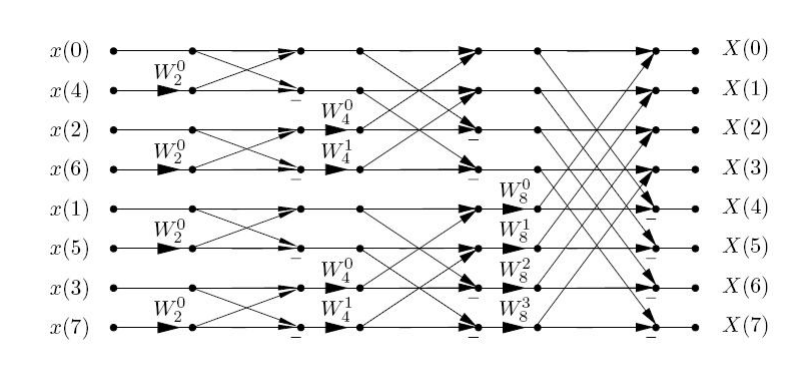 x(0) X(0)
W_2^0
x(4) X(1)
W_4^0
x(2) X(2)
W_2^0 W_4^1
x(6) X(3)
W_8^0
x(1) X(4)
W_2^0 W_8^1
x(5) X(5)
W_4^0 W_8^2
x(3) X(6)
W_2^0 W_4^1 W_8^3
x(7) X(7)